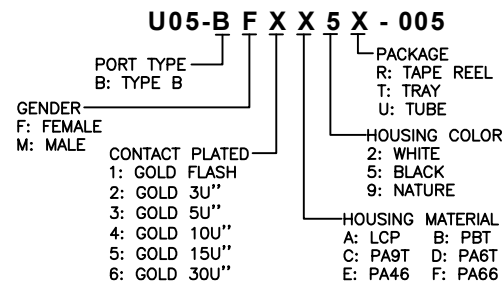 U05-BFXX5X-005
PORT TYPE
B: TYPE B
GENDER
F: FEMALE
M: MALE
CONTACT PLATED
1: GOLD FLASH
2: GOLD 3U''
3: GOLD 5U''
4: GOLD 10U''
5: GOLD 15U''
6: GOLD 30U''
PACKAGE
R: TAPE REEL
T: TRAY
U: TUBE
HOUSING COLOR
2: WHITE
5: BLACK
9: NATURE
HOUSING MATERIAL
A: LCP B: PBT
C: PA9T D: PA6T
E: PA46 F: PA66